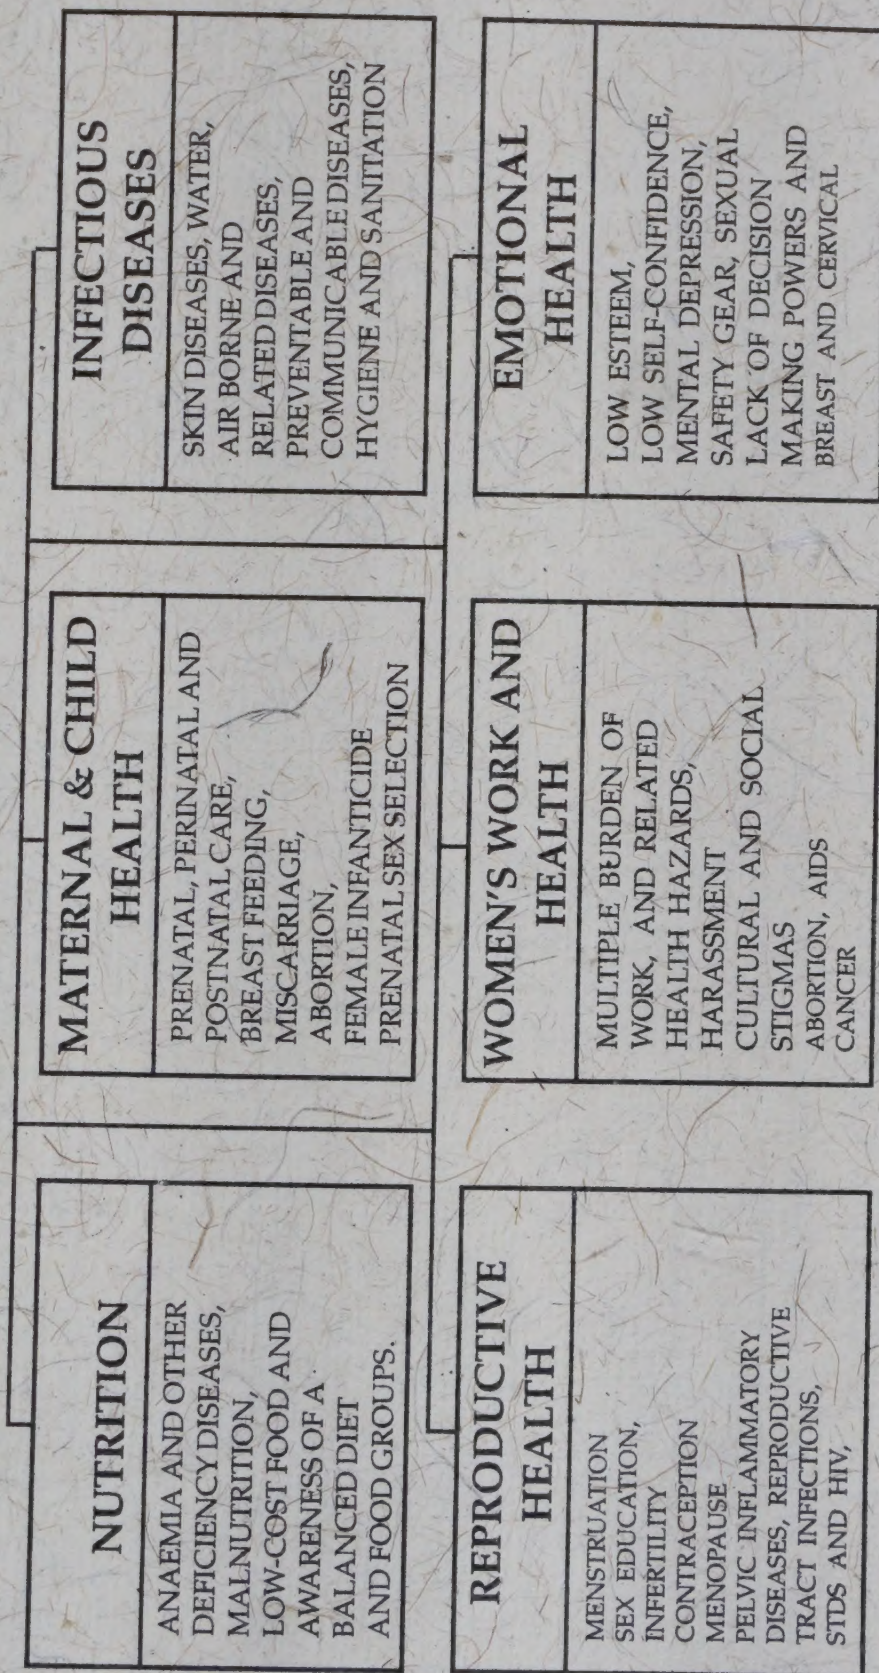 NUTRITION
ANAEMIA AND OTHER
DEFICIENCY DISEASES,
MALNUTRITION,
LOW-COST FOOD AND
AWARENESS OF A
BALANCED DIET
AND FOOD GROUPS.
MATERNAL & CHILD
HEALTH
PRENATAL, PERINATAL AND
POSTNATAL CARE,
BREAST FEEDING,
MISCARRIAGE,
ABORTION,
FEMALE INFANTICIDE
PRENATAL SEX SELECTION
INFECTIOUS
DISEASES
SKIN DISEASES, WATER,
AIR BORNE AND
RELATED DISEASES,
PREVENTABLE AND
COMMUNICABLE DISEASES,
HYGIENE AND SANITATION
REPRODUCTIVE
HEALTH
MENSTRUATION
SEX EDUCATION,
INFERTILITY
CONTRACEPTION
MENOPAUSE
PELVIC INFLAMMATORY
DISEASES, REPRODUCTIVE
TRACT INFECTIONS,
STDS AND HIV,
WOMEN'S WORK AND
HEALTH
MULTIPLE BURDEN OF
WORK, AND RELATED
HEALTH HAZARDS,
HARASSMENT
CULTURAL AND SOCIAL
STIGMAS
ABORTION, AIDS
CANCER
EMOTIONAL
HEALTH
LOW ESTEEM,
LOW SELF-CONFIDENCE,
MENTAL DEPRESSION,
SAFETY GEAR, SEXUAL
LACK OF DECISION
MAKING POWERS AND
BREAST AND CERVICAL